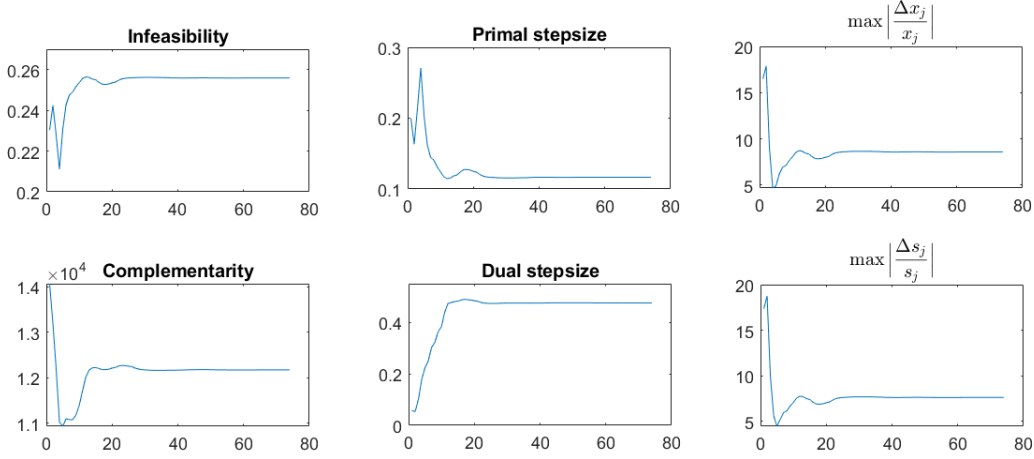 Infeasibility
0.26
0.24
0.22
0.2
0 20 40 60 80
Primal stepsize
0.3
0.2
0.1
0 20 40 60 80
max|Δx_j/x_j|
20
15
10
5
0 20 40 60 80
×10^4 Complementarity
1.4
1.3
1.2
1.1
0 20 40 60 80
Dual stepsize
0.4
0.2
0
0 20 40 60 80
max|Δs_j/s_j|
20
15
10
5
0 20 40 60 80